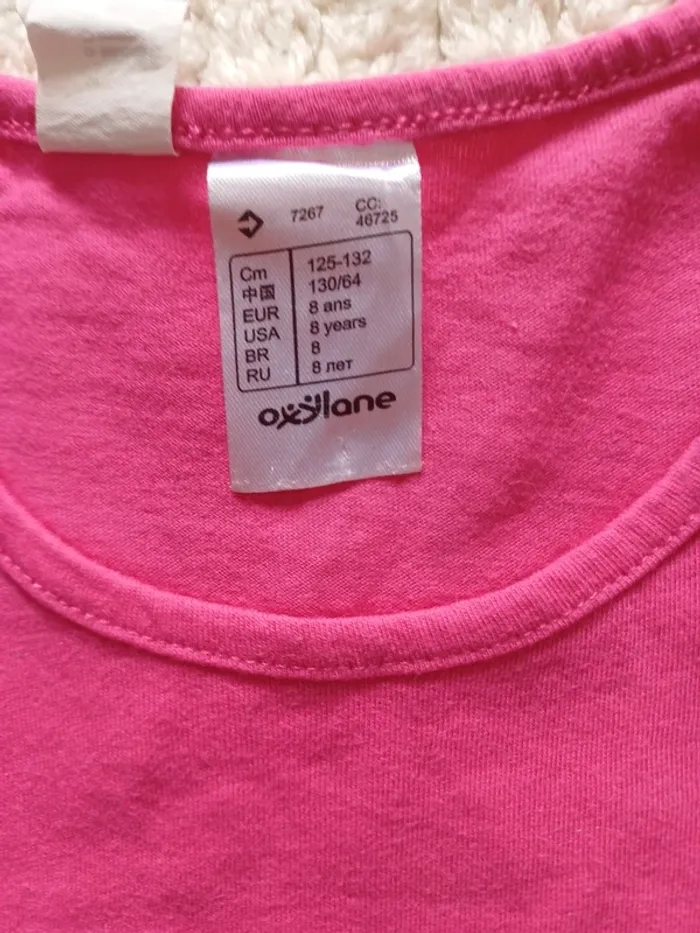 7267 CC:
46725
Cm 125-132
中国 130/64
EUR 8 ans
USA 8 years
BR 8
RU 8 лет
oxylane